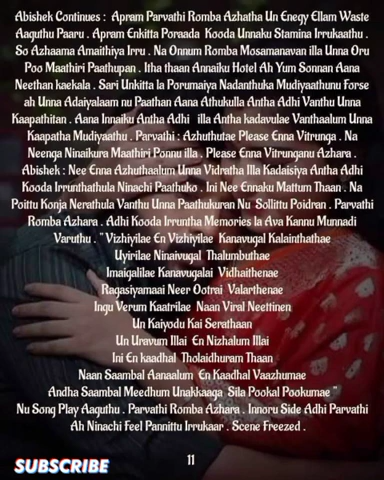 Abishek Continues : Apram Parvathi Romba Azhatha Un Eneqy Ellam Waste
Aaguthu Paaru . Apram Enkitta Poraada Kooda Unnaku Stamina Irrukaathu .
So Azhaama Amaithiya Irru . Na Onnum Romba Mosamanavan illa Unna Oru
Poo Maathiri Paathupan . Itha thaan Annaiku Hotel Ah Yum Sonnan Aana
Neethan kaekala . Sari Unkitta la Porumaiya Nadanthuka Mudiyaathunu Forse
ah Unna Adaiyalaam nu Paathan Aana Athukulla Antha Adhi Vanthu Unna
Kaapathitan . Aana Innaiku Antha Adhi illa Antha kadavulae Vanthaalum Unna
Kaapatha Mudiyaathu . Parvathi : Azhuthutae Please Enna Vitrunga . Na
Neenga Ninaikura Maathiri Ponnu illa . Please Enna Vitrunganu Azhara .
Abishek : Nee Enna Azhuthaalum Unna Vidratha Illa Kadaisiya Antha Adhi
Kooda Irrunthathula Ninachi Paathuko . Ini Nee Ennaku Mattum Thaan . Na
Poittu Konja Nerathula Vanthu Unna Paathukuran Nu Sollittu Poidran . Parvathi
Romba Azhara . Adhi Kooda Irruntha Memories la Ava Kannu Munnadi
Varuthu . " Vizhiyilae En Vizhiyilae Kanavugal Kalainthathae
Uyirilae Ninaivugal Thalumbuthae
Imaigalilae Kanavugalai Vidhaithenae
Ragasiyamaai Neer Ootrai Valarthenae
Ingu Verum Kaatrilae Naan Viral Neettinen
Un Kaiyodu Kai Serathaan
Un Uravum Illai En Nizhalum Illai
Ini En kaadhal Tholaidhuram Thaan
Naan Saambal Aanaalum En Kaadhal Vaazhumae
Andha Saambal Meedhum Unakkaaga Sila Pookal Pookumae "
Nu Song Play Aaguthu . Parvathi Romba Azhara . Innoru Side Adhi Parvathi
Ah Ninachi Feel Pannittu Irrukaar . Scene Freezed .
SUBSCRIBE
11